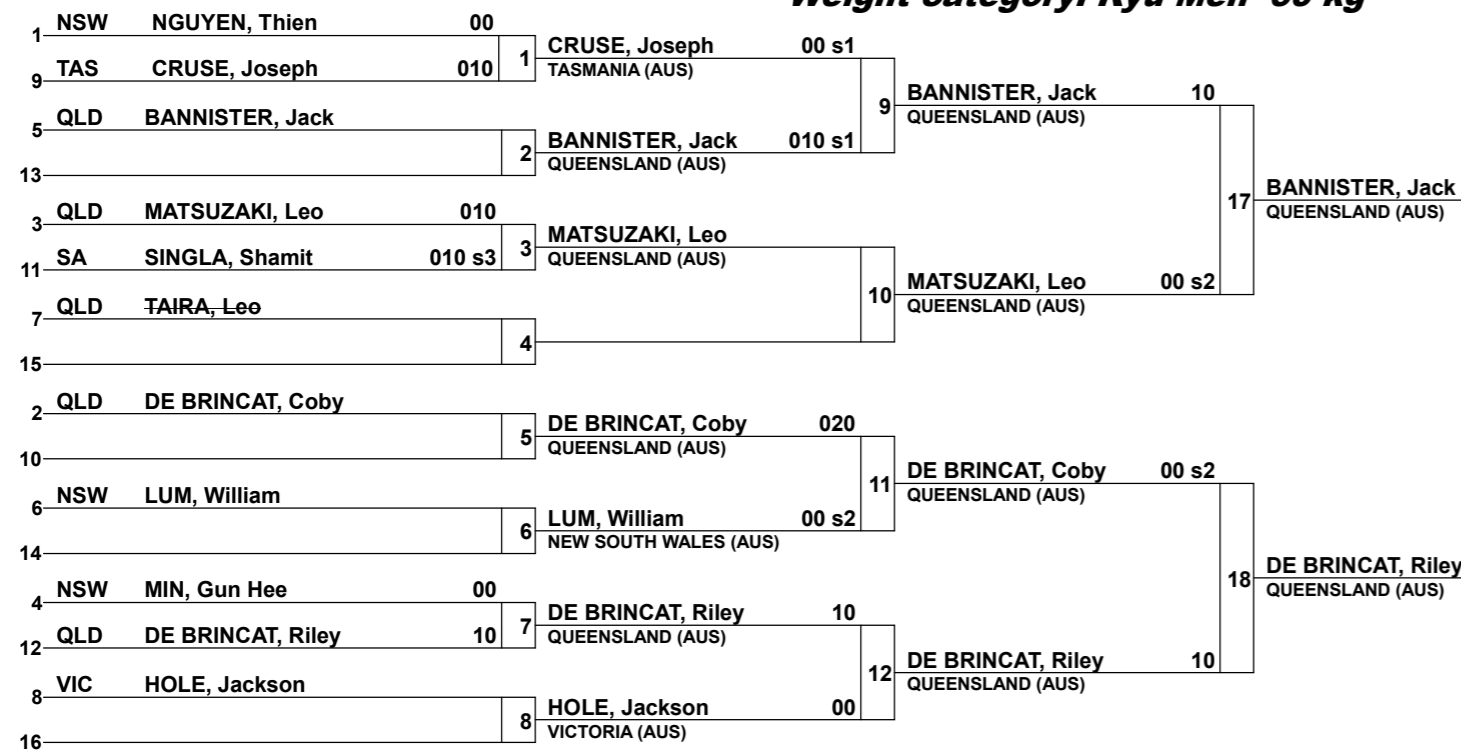 Weight Category: Kyu Men kg
1 NSW NGUYEN, Thien 00
9 TAS CRUSE, Joseph 010
5 QLD BANNISTER, Jack
13
3 QLD MATSUZAKI, Leo 010
11 SA SINGLA, Shamit 010 s3
7 QLD TAIRA, Leo
15
2 QLD DE BRINCAT, Coby
10
6 NSW LUM, William
14
4 NSW MIN, Gun Hee 00
12 QLD DE BRINCAT, Riley 10
8 VIC HOLE, Jackson
16
1 CRUSE, Joseph 00 s1
TASMANIA (AUS)
2 BANNISTER, Jack 010 s1
QUEENSLAND (AUS)
3 MATSUZAKI, Leo
QUEENSLAND (AUS)
4
5 DE BRINCAT, Coby 020
QUEENSLAND (AUS)
6 LUM, William 00 s2
NEW SOUTH WALES (AUS)
7 DE BRINCAT, Riley 10
QUEENSLAND (AUS)
8 HOLE, Jackson 00
VICTORIA (AUS)
9 BANNISTER, Jack 10
QUEENSLAND (AUS)
10 MATSUZAKI, Leo 00 s2
QUEENSLAND (AUS)
11 DE BRINCAT, Coby 00 s2
QUEENSLAND (AUS)
12 DE BRINCAT, Riley 10
QUEENSLAND (AUS)
17 BANNISTER, Jack
QUEENSLAND (AUS)
18 DE BRINCAT, Riley
QUEENSLAND (AUS)